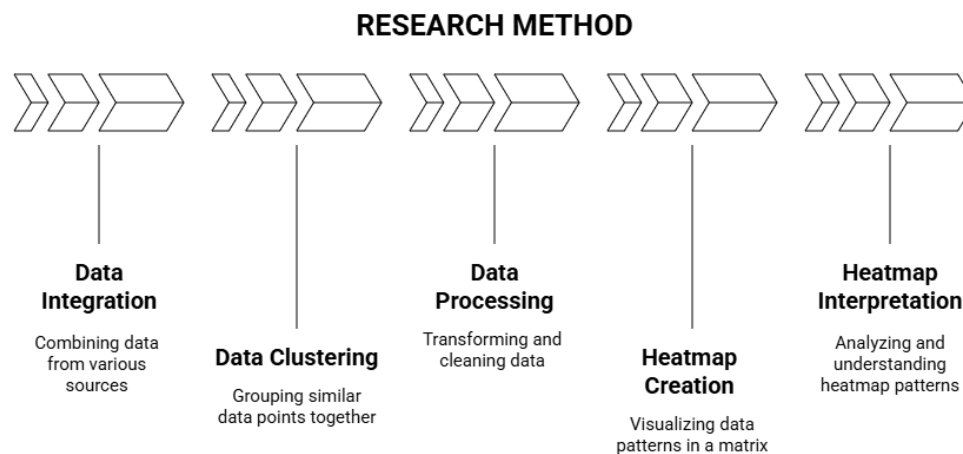 RESEARCH METHOD
Data
Integration
Combining data
from various
sources
Data Clustering
Grouping similar
data points together
Data
Processing
Transforming and
cleaning data
Heatmap
Creation
Visualizing data
patterns in a matrix
Heatmap
Interpretation
Analyzing and
understanding
heatmap patterns